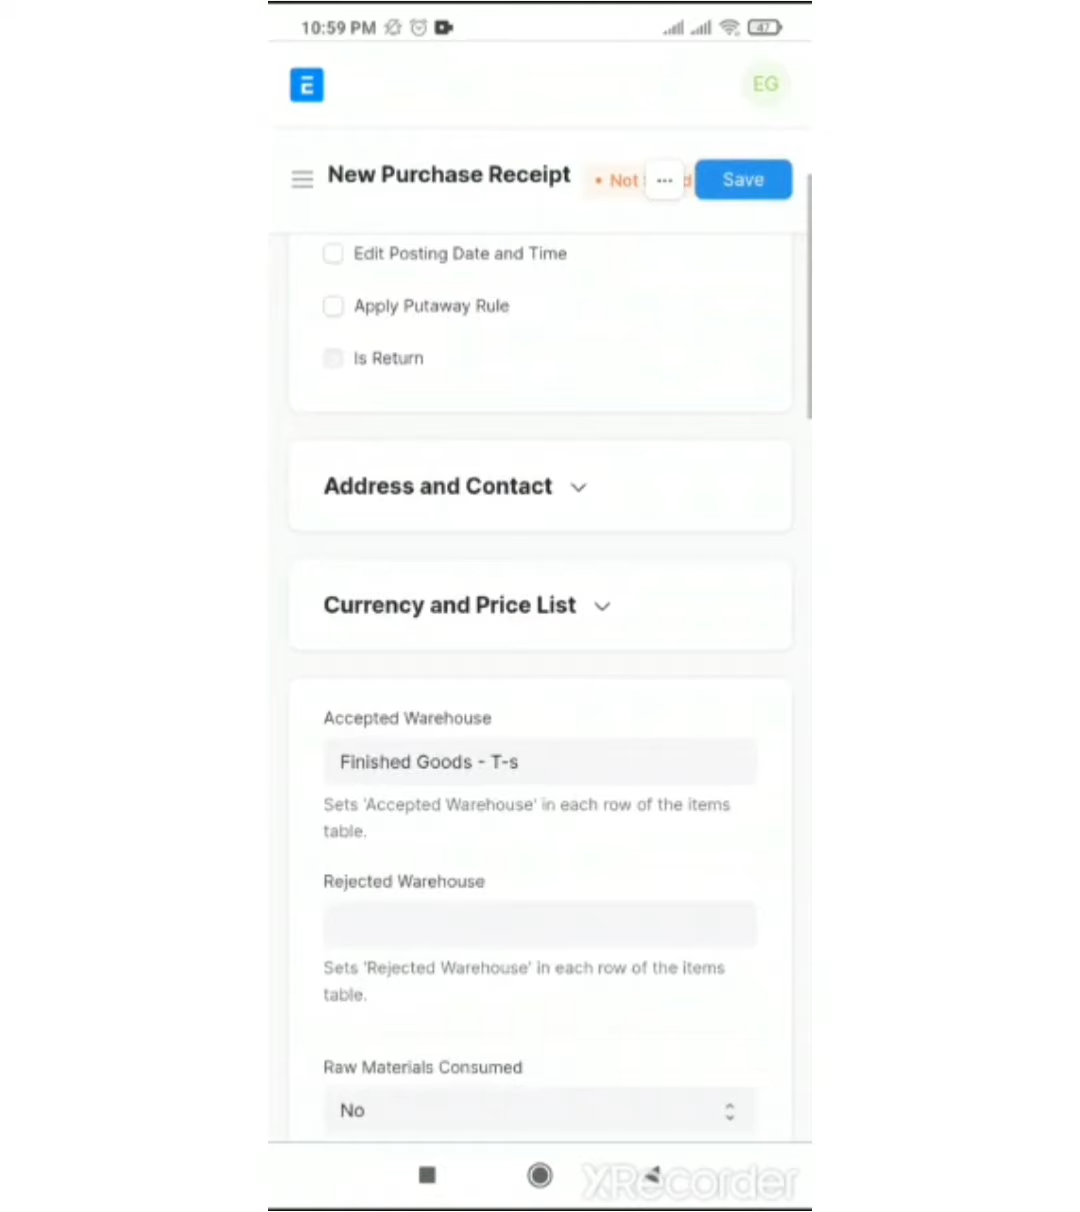 10:59 PM
47
E
EG
New Purchase Receipt
• Not
d
...
Save
Edit Posting Date and Time
Apply Putaway Rule
Is Return
Address and Contact
Currency and Price List
Accepted Warehouse
Finished Goods - T-s
Sets 'Accepted Warehouse' in each row of the items
table.
Rejected Warehouse
Sets 'Rejected Warehouse' in each row of the items
table.
Raw Materials Consumed
No
XRecorder